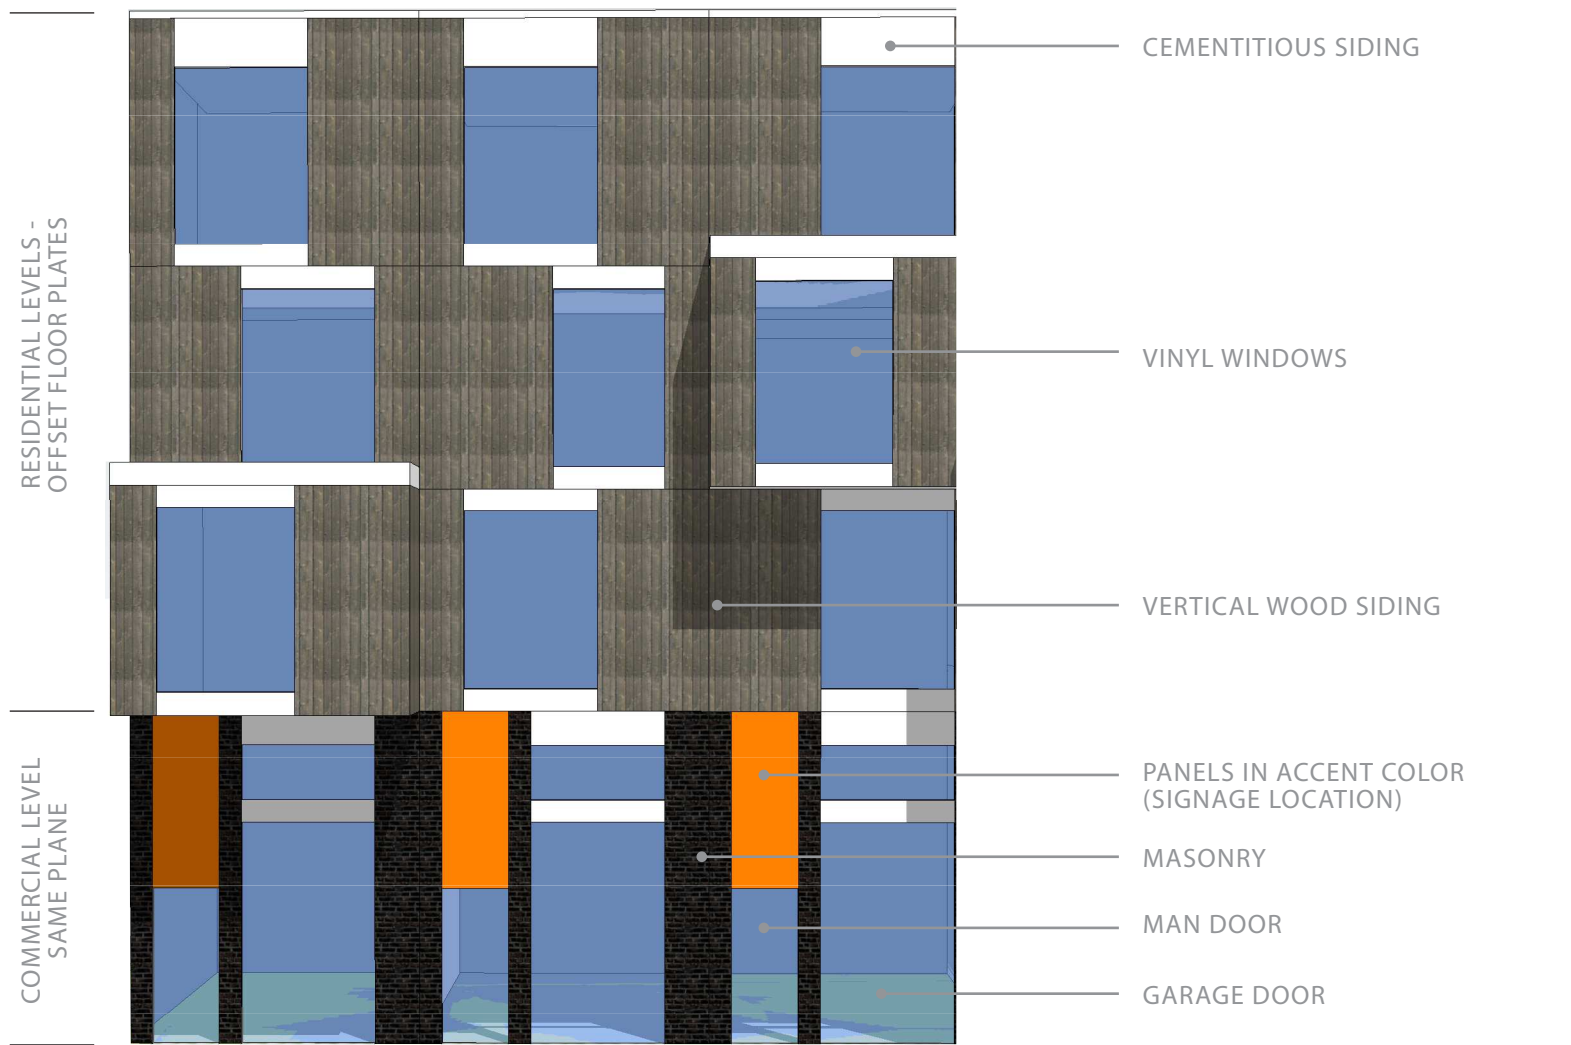 RESIDENTIAL LEVELS -
OFFSET FLOOR PLATES
COMMERCIAL LEVEL
SAME PLANE
CEMENTITIOUS SIDING
VINYL WINDOWS
VERTICAL WOOD SIDING
PANELS IN ACCENT COLOR
(SIGNAGE LOCATION)
MASONRY
MAN DOOR
GARAGE DOOR